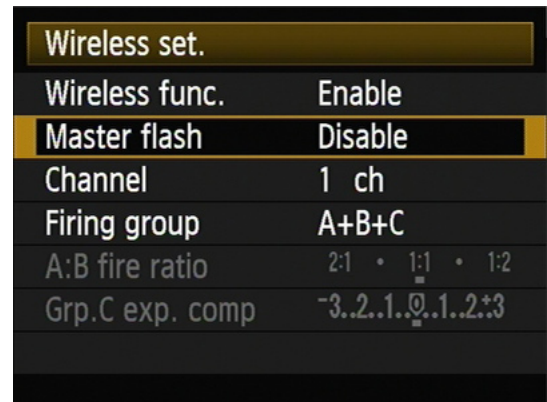 Wireless set.
Wireless func. Enable
Master flash Disable
Channel 1 ch
Firing group A+B+C
A:B fire ratio 2:1 • 1:1 • 1:2
Grp.C exp. comp -3..2..1..0..1..2.:+3